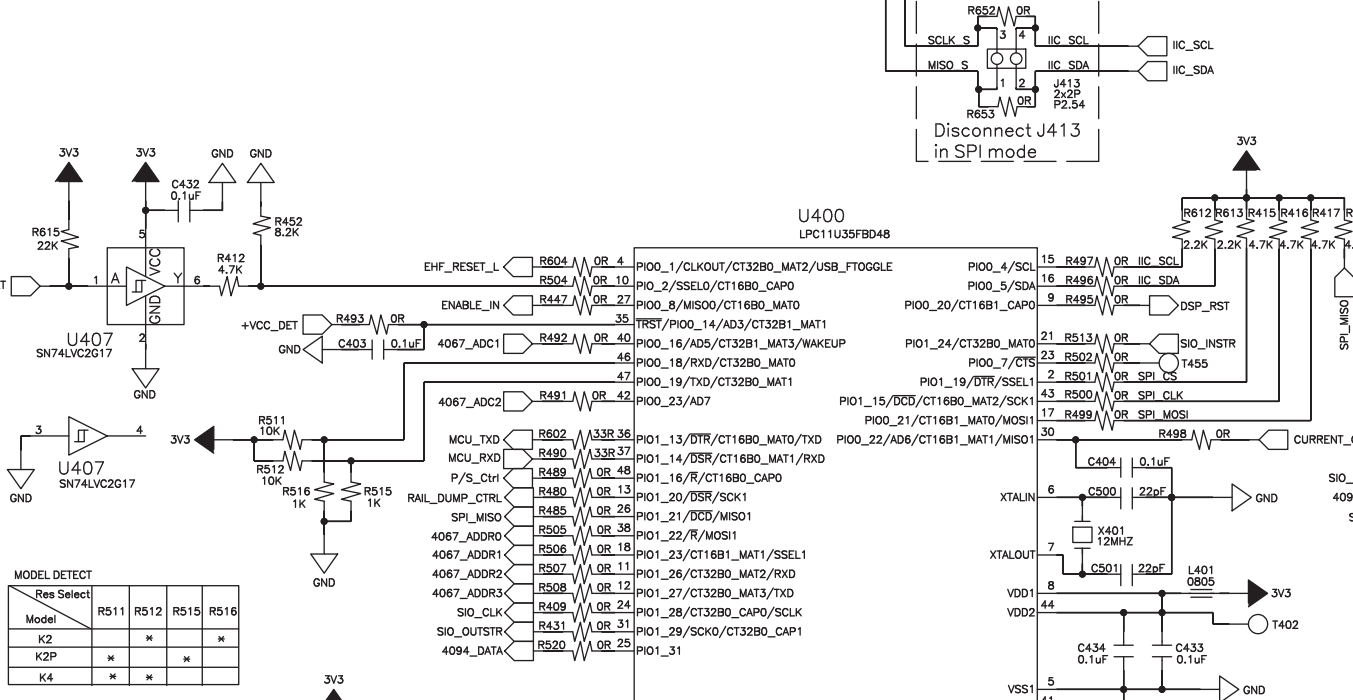 R652 0R
3 4
SCLK_S IIC_SCL IIC_SCL
MISO_S IIC_SDA IIC_SDA
1 2
J413
2x2P
P2.54
R653 0R
Disconnect J413
in SPI mode
3V3 3V3 GND GND 3V3
C432
0.1uF
R615
22K
R452
8.2K
5
VCC
R412
4.7K
1 A Y 6
GND
2
U407
SN74LVC2G17
GND
3 4
U407
SN74LVC2G17
GND
U400
LPC11U35FBD48
R612 R613 R415 R416 R417
2.2K 2.2K 4.7K 4.7K 4.7K
SPI_MISO
EHF_RESET_L R604 0R 4 PIO0_1/CLKOUT/CT32B0_MAT2/USB_FTOGGLE
R504 0R 10 PIO_2/SSEL0/CT16B0_CAP0
ENABLE_IN R447 0R 27 PIO0_8/MISO0/CT16B0_MAT0
+VCC_DET R493 0R 35 TRST/PIO0_14/AD3/CT32B1_MAT1
GND C403 0.1uF
4067_ADC1 R492 0R 40 PIO0_16/AD5/CT32B1_MAT3/WAKEUP
46 PIO0_18/RXD/CT32B0_MAT0
47 PIO0_19/TXD/CT32B0_MAT1
4067_ADC2 R491 0R 42 PIO0_23/AD7
MCU_TXD R602 33R 36 PIO1_13/DTR/CT16B0_MAT0/TXD
MCU_RXD R490 33R 37 PIO1_14/DSR/CT16B0_MAT1/RXD
P/S_Ctrl R489 0R 48 PIO1_16/R/CT16B0_CAP0
RAIL_DUMP_CTRL R480 0R 13 PIO1_20/DSR/SCK1
SPI_MISO R485 0R 26 PIO1_21/DCD/MISO1
4067_ADDR0 R505 0R 38 PIO1_22/R/MOSI1
4067_ADDR1 R506 0R 18 PIO1_23/CT16B1_MAT1/SSEL1
4067_ADDR2 R507 0R 11 PIO1_26/CT32B0_MAT2/RXD
4067_ADDR3 R508 0R 12 PIO1_27/CT32B0_MAT3/TXD
SIO_CLK R409 0R 24 PIO1_28/CT32B0_CAP0/SCLK
SIO_OUTSTR R431 0R 31 PIO1_29/SCK0/CT32B0_CAP1
4094_DATA R520 0R 25 PIO1_31
PIO0_4/SCL 15 R497 0R IIC_SCL
PIO0_5/SDA 16 R496 0R IIC_SDA
PIO0_20/CT16B1_CAP0 9 R495 0R DSP_RST
PIO1_24/CT32B0_MAT0 21 R513 0R SIO_INSTR
PIO0_7/CTS 23 R502 0R T455
PIO1_19/DTR/SSEL1 2 R501 0R SPI_CS
PIO1_15/DCD/CT16B0_MAT2/SCK1 43 R500 0R SPI_CLK
PIO0_21/CT16B1_MAT0/MOSI1 17 R499 0R SPI_MOSI
PIO0_22/AD6/CT16B1_MAT1/MISO1 30 R498 0R
C404 0.1uF
XTALIN 6 C500 22pF GND
X401
12MHZ
XTALOUT 7
C501 22pF
L401
0805
VDD1 8 3V3
VDD2 44 T402
C434
0.1uF
C433
0.1uF
VSS1 5 GND
3V3
R511
10K
R512
10K
R516
1K
R515
1K
GND
MODEL DETECT
Res Select
Model
R511 R512 R515 R516
K2 * *
K2P * *
K4 * *
3V3